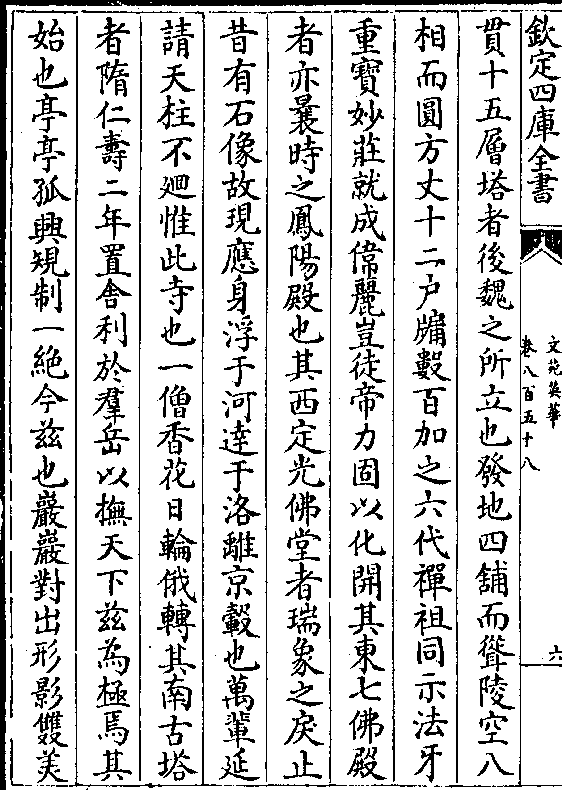 欽定四庫全書
文苑英華
卷八百五十八
六
貫十五層塔者後魏之所立也發地四鋪而聳陵空八
相而圓方丈十二户牖數百加之六代禪祖同示法牙
重寶妙莊就成偉麗豈徒帝力固以化開其東七佛殿
者亦曩時之鳳陽殿也其西定光佛堂者瑞象之戾止
昔有石像故現應身浮于河達于洛離京轂也萬輩延
請天柱不廻惟此寺也一僧香花日輪俄轉其南古塔
者隋仁壽二年置舍利於羣岳以撫天下兹為極焉其
始也亭亭孤興規制一絶今兹也巖巖對出形影雙美